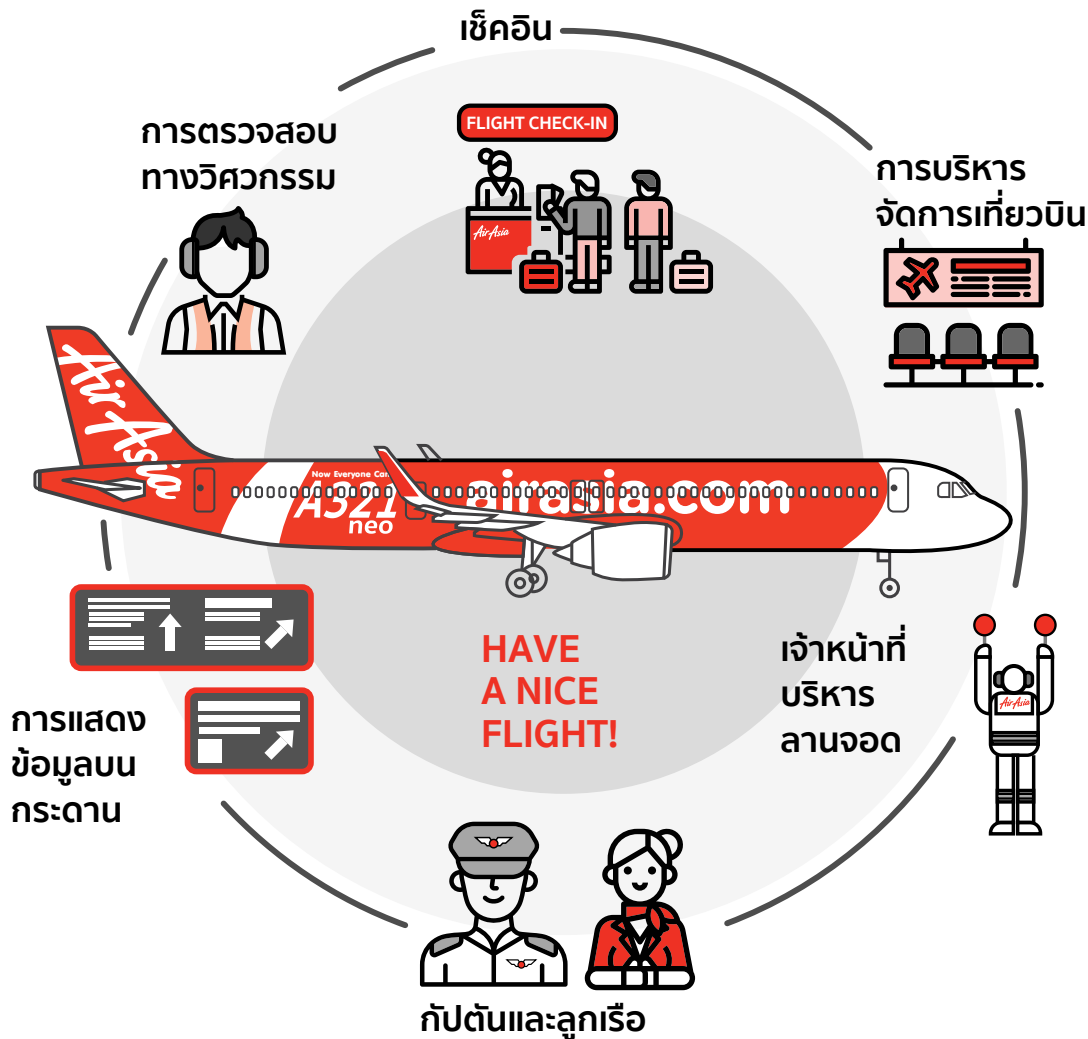 เช็คอิน
การตรวจสอบ
ทางวิศวกรรม
FLIGHT CHECK-IN
AirAsia
การบริหาร
จัดการเที่ยวบิน
AirAsia
Now Everyone Can
A321
neo
airasia.com
HAVE
A NICE
FLIGHT!
เจ้าหน้าที่
บริหาร
ลานจอด
AirAsia
การแสดง
ข้อมูลบน
กระดาน
กัปตันและลูกเรือ